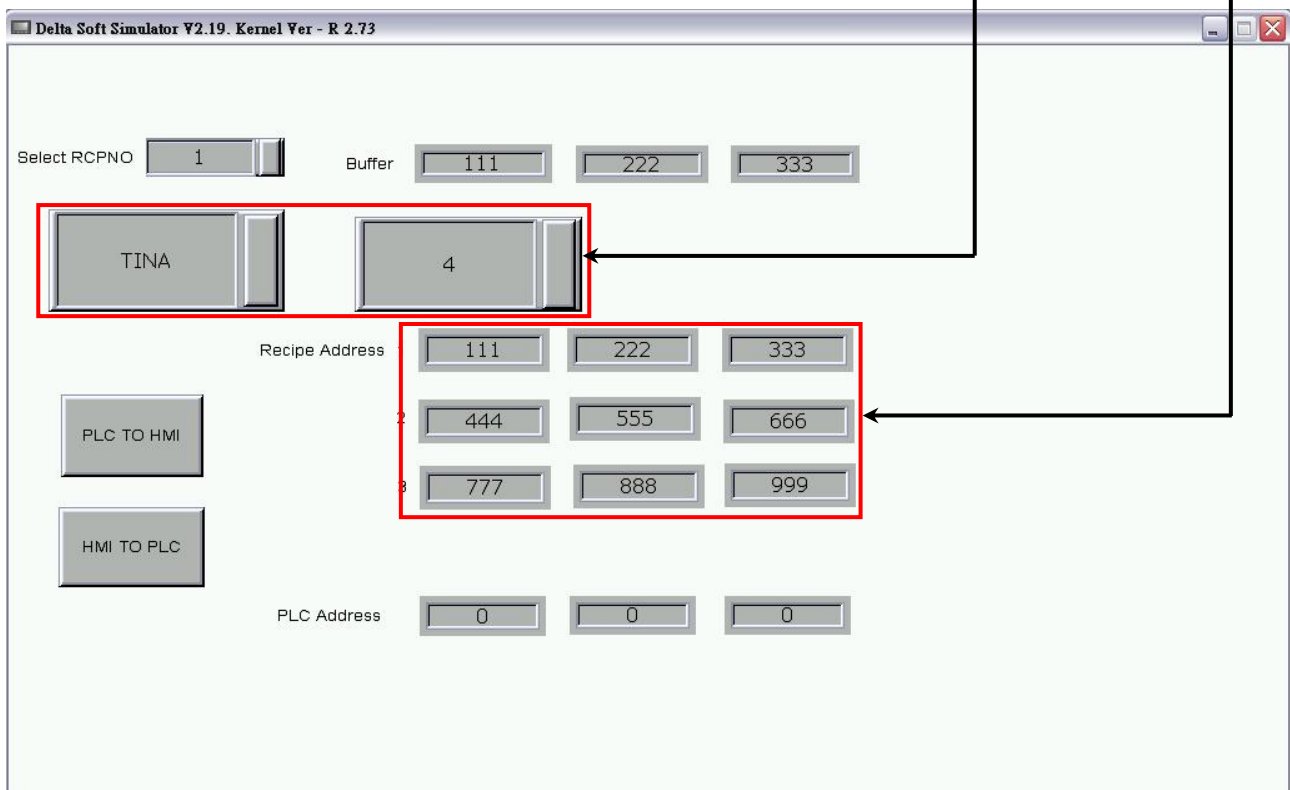 Delta Soft Simulator V2.19. Kernel Ver - R 2.73
Select RCPNO 1 Buffer 111 222 333
TINA 4
Recipe Address 1 111 222 333
PLC TO HMI 2 444 555 666
3 777 888 999
HMI TO PLC
PLC Address 0 0 0